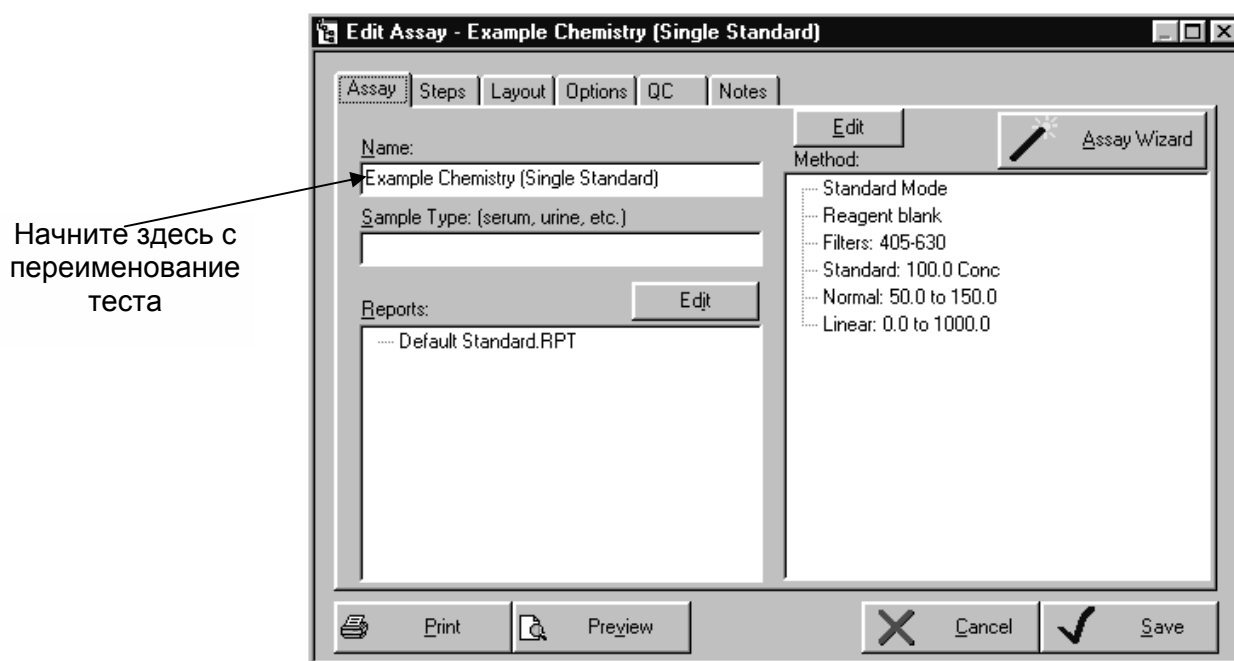 Edit Assay - Example Chemistry (Single Standard)
Assay Steps Layout Options QC Notes
Начните здесь с
переименование
теста
Name:
Example Chemistry (Single Standard)
Sample Type: (serum, urine, etc.)
Reports:
Edit
Default Standard.RPT
Edit
Assay Wizard
Method:
Standard Mode
Reagent blank
Filters: 405-630
Standard: 100.0 Conc
Normal: 50.0 to 150.0
Linear: 0.0 to 1000.0
Print Preview Cancel Save